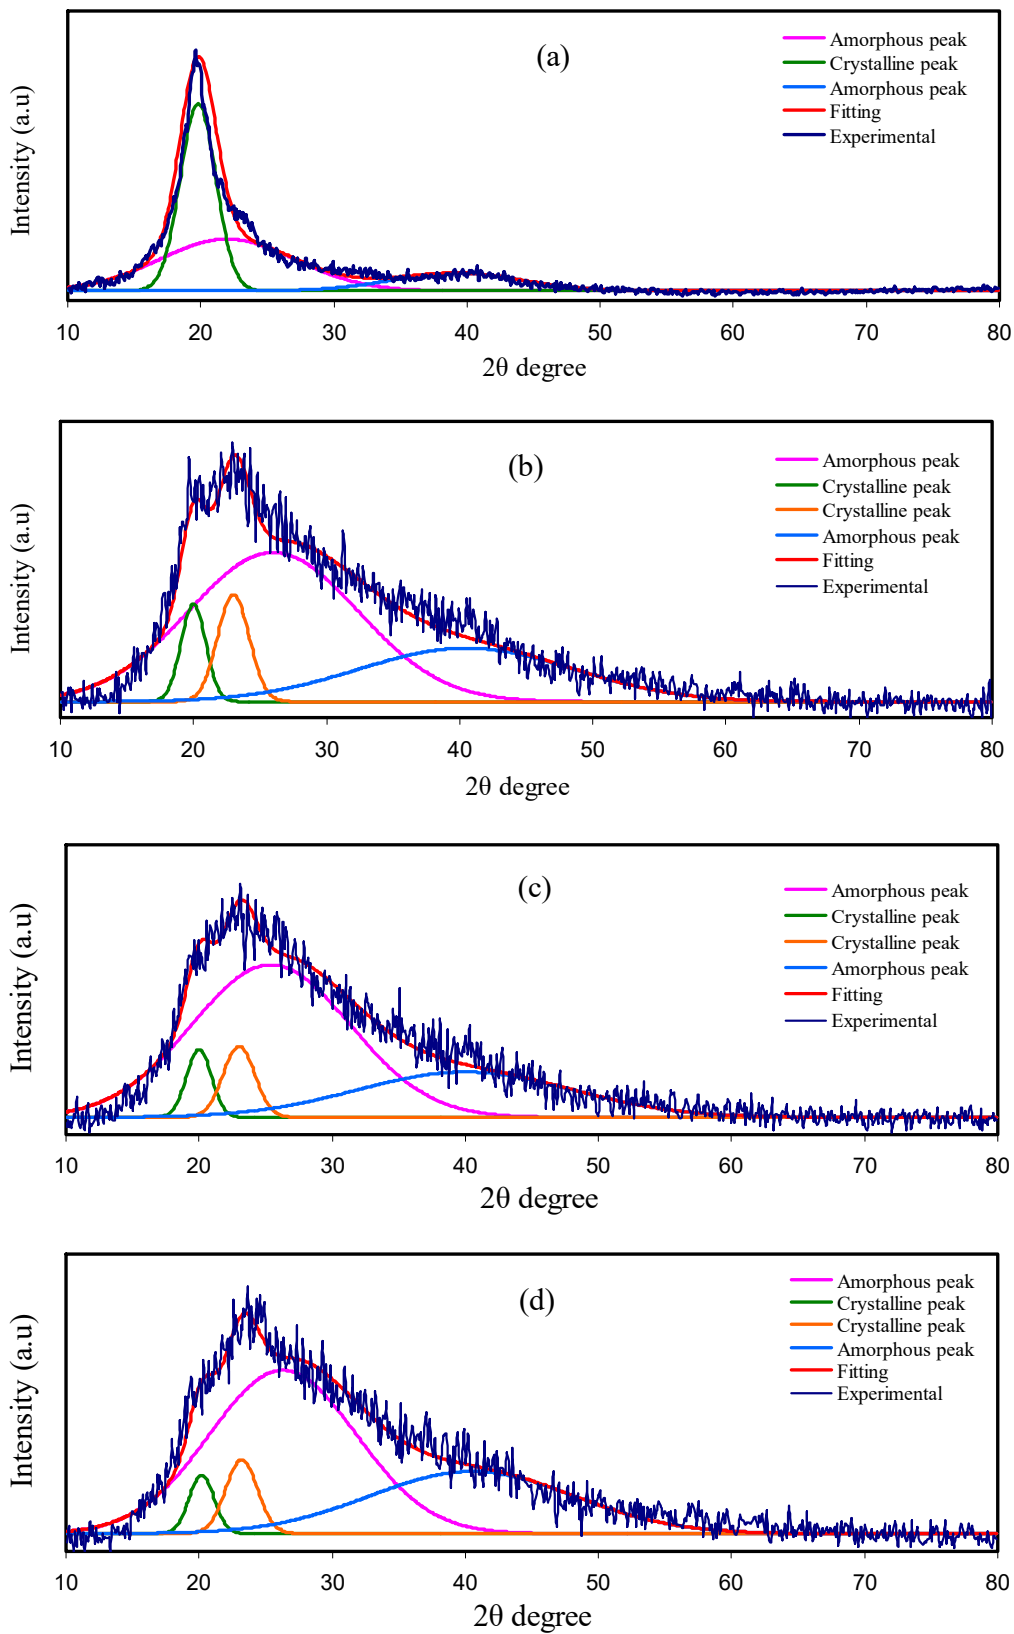 (a)
Amorphous peak
Crystalline peak
Amorphous peak
Fitting
Experimental
Intensity (a.u)
10 20 30 40 50 60 70 80
2θ degree
(b)
Amorphous peak
Crystalline peak
Crystalline peak
Amorphous peak
Fitting
Experimental
Intensity (a.u)
10 20 30 40 50 60 70 80
2θ degree
(c)
Amorphous peak
Crystalline peak
Crystalline peak
Amorphous peak
Fitting
Experimental
Intensity (a.u)
10 20 30 40 50 60 70 80
2θ degree
(d)
Amorphous peak
Crystalline peak
Crystalline peak
Amorphous peak
Fitting
Experimental
Intensity (a.u)
10 20 30 40 50 60 70 80
2θ degree